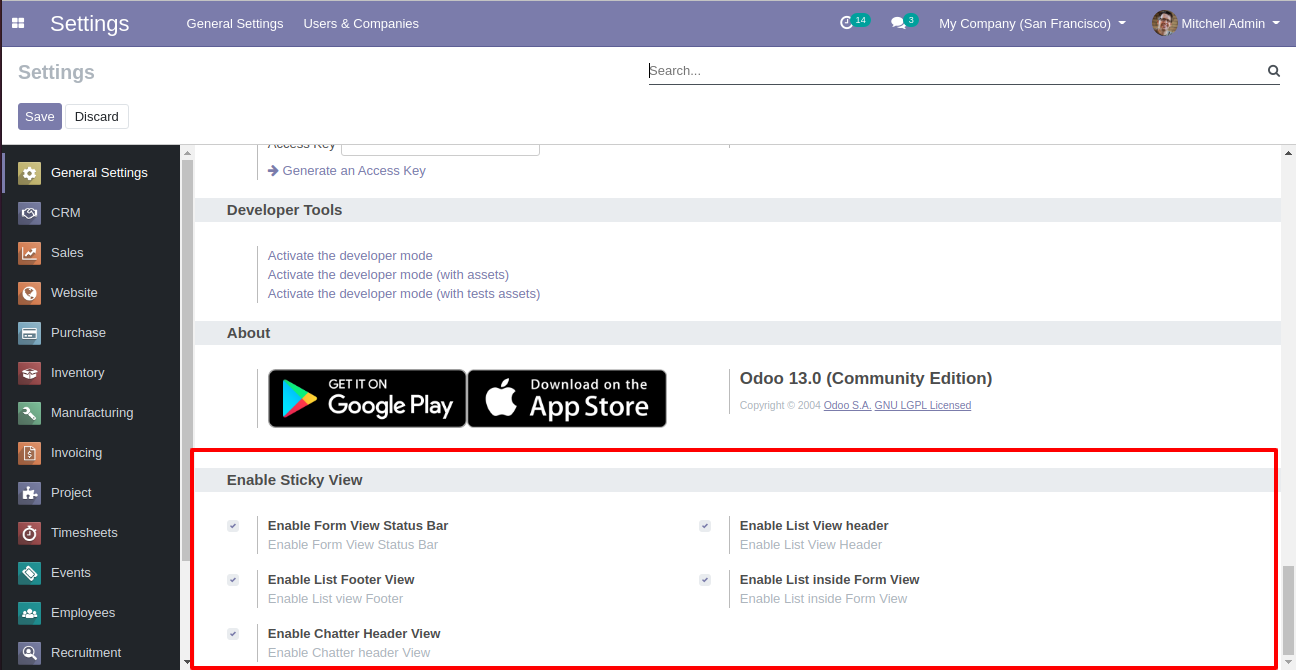 Settings
General Settings
Users & Companies
14
3
My Company (San Francisco)
Mitchell Admin
Settings
Search...
Save
Discard
General Settings
CRM
Sales
Website
Purchase
Inventory
Manufacturing
Invoicing
Project
Timesheets
Events
Employees
Recruitment
Access Key
Generate an Access Key
Developer Tools
Activate the developer mode
Activate the developer mode (with assets)
Activate the developer mode (with tests assets)
About
GET IT ON
Google Play
Download on the
App Store
Odoo 13.0 (Community Edition)
Copyright © 2004 Odoo S.A. GNU LGPL Licensed
Enable Sticky View
Enable Form View Status Bar
Enable Form View Status Bar
Enable List View header
Enable List View Header
Enable List Footer View
Enable List view Footer
Enable List inside Form View
Enable List inside Form View
Enable Chatter Header View
Enable Chatter header View